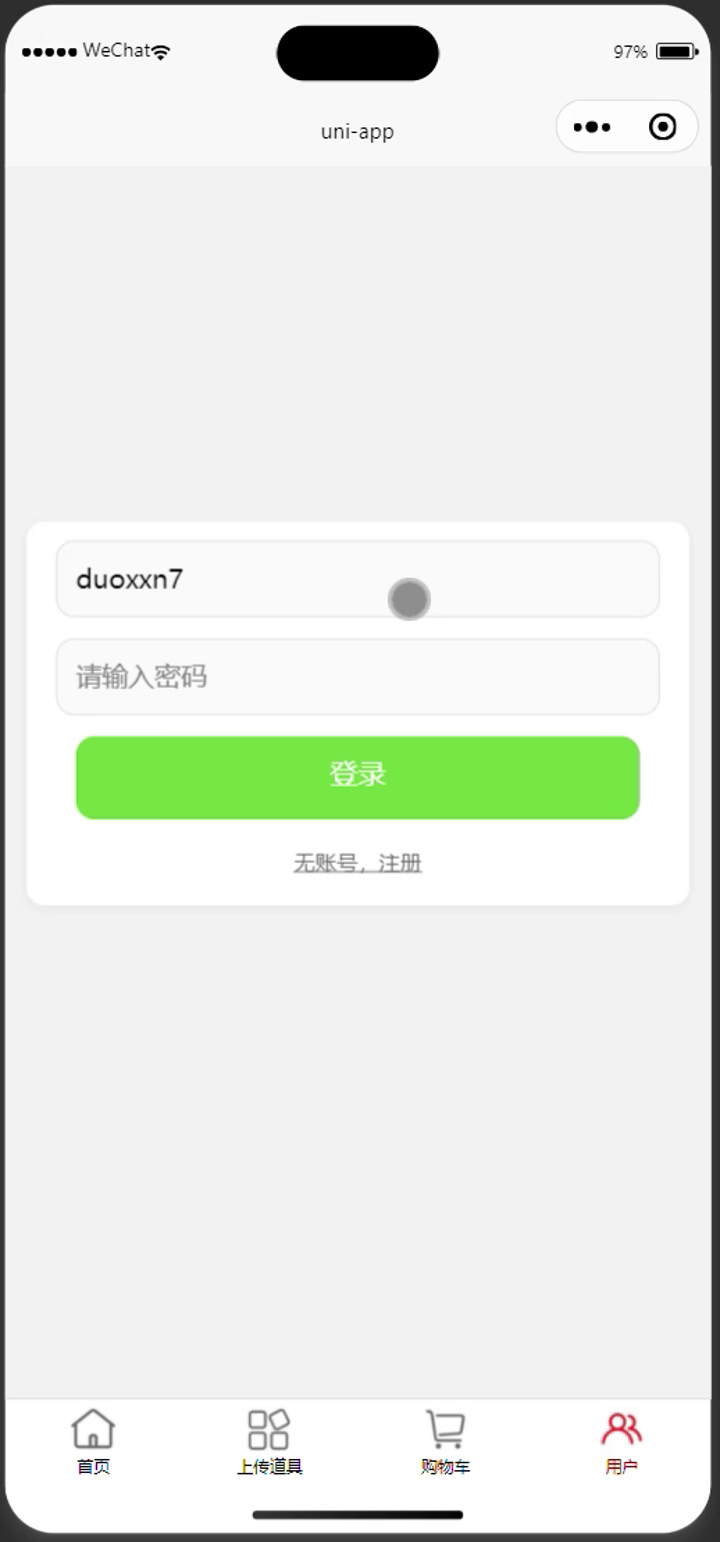 WeChat
97%
uni-app
duoxxn7
请输入密码
登录
无账号，注册
首页
上传道具
购物车
用户